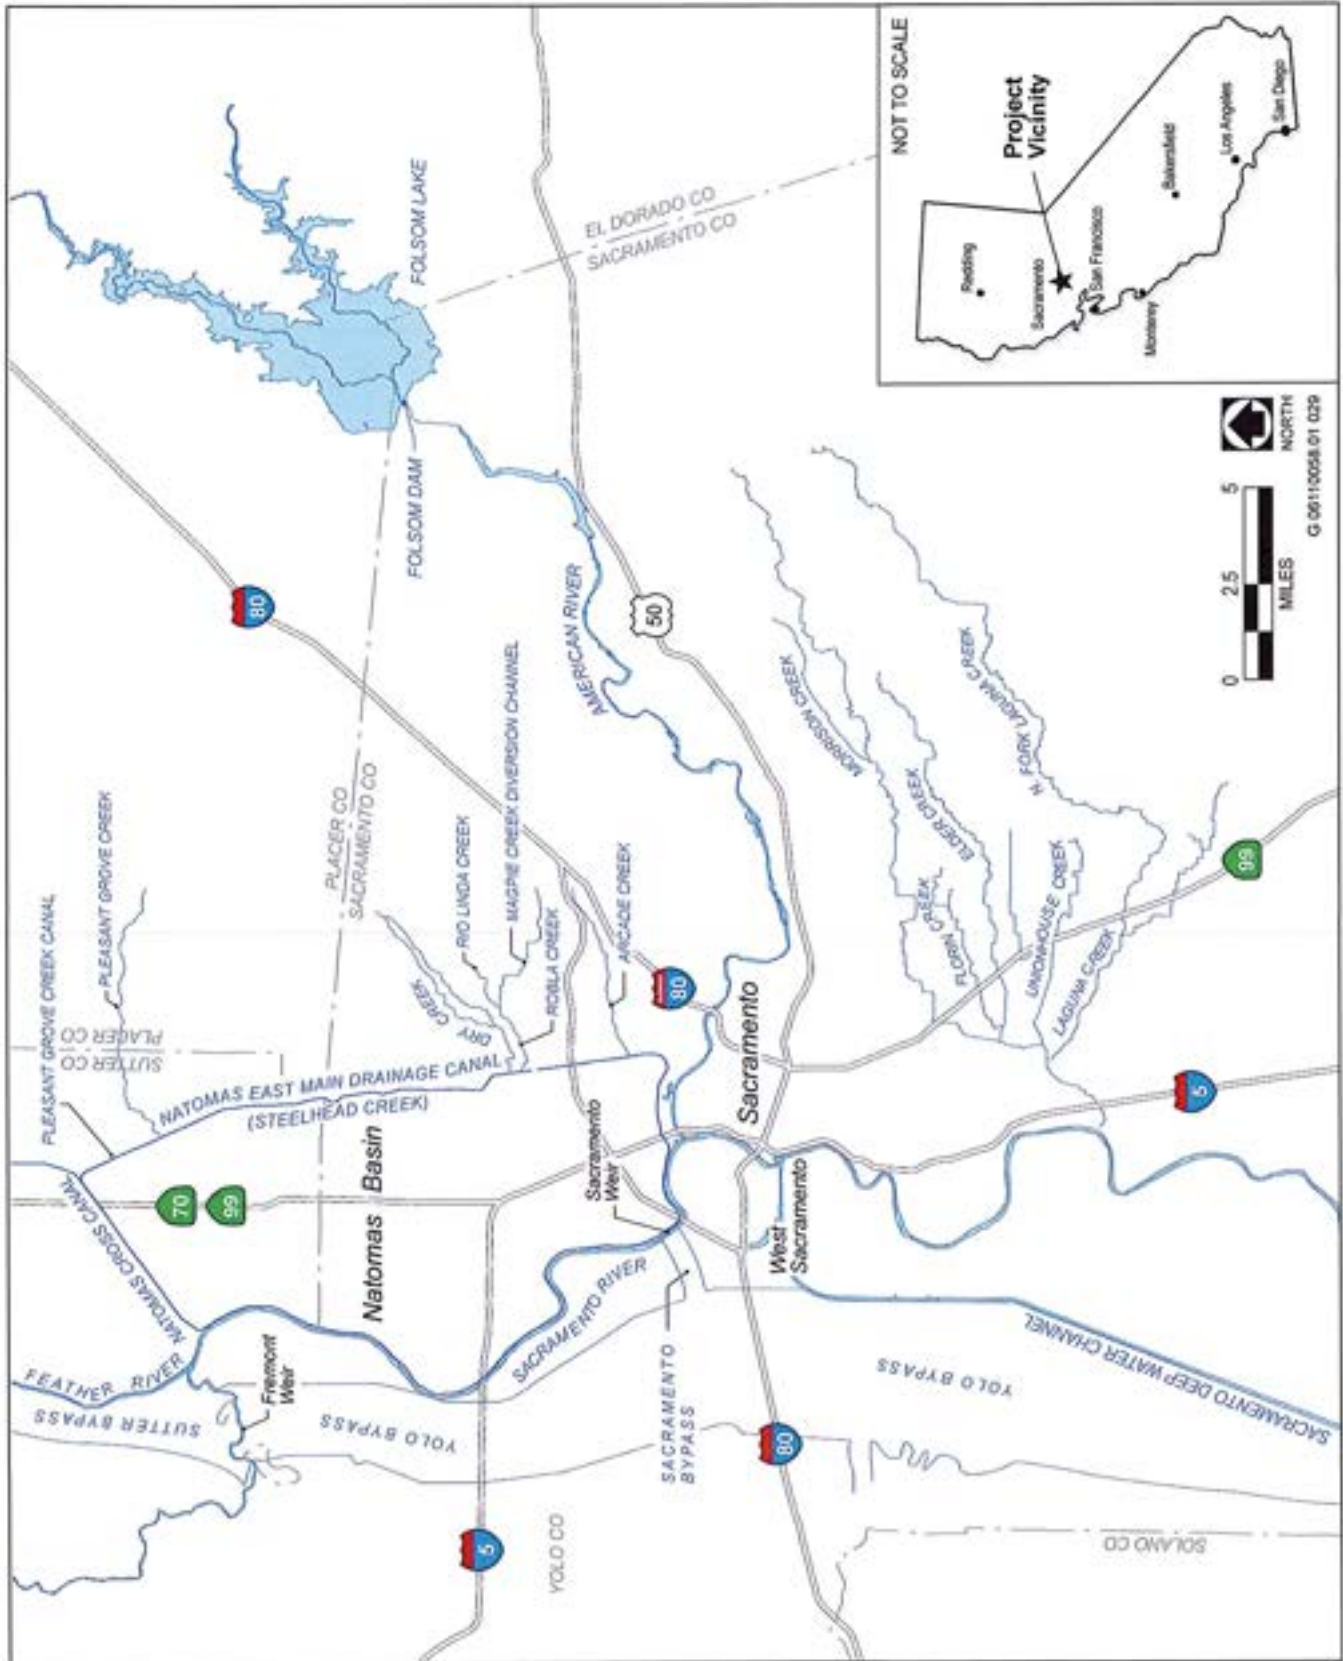 NOT TO SCALE
Project
Vicinity
Redding
Sacramento
San Francisco
Monterey
Bakersfield
Los Angeles
San Diego
FOLSOM LAKE
EL DORADO CO
SACRAMENTO CO
FOLSOM DAM
80
AMERICAN RIVER
50
PLACER CO
SACRAMENTO CO
PLEASANT GROVE CREEK CANAL
PLEASANT GROVE CREEK
SUTTER CO
PLACER CO
RIO LINDA CREEK
MAGPIE CREEK DIVERSION CHANNEL
DRY CREEK
ROBLA CREEK
ARCADE CREEK
80
NATOMAS EAST MAIN DRAINAGE CANAL
(STEELHEAD CREEK)
NATOMAS CROSS CANAL
70
99
Natomas Basin
Sacramento
Weir
Sacramento
West
Sacramento
MORRISON CREEK
ELDER CREEK
FLORIN CREEK
UNIONHOUSE CREEK
N. FORK LAGUNA CREEK
LAGUNA CREEK
99
5
FEATHER RIVER
SUTTER BYPASS
Fremont
Weir
YOLO BYPASS
SACRAMENTO RIVER
SACRAMENTO
BYPASS
80
YOLO BYPASS
SACRAMENTO DEEP WATER CHANNEL
5
YOLO CO
SOLANO CO
0 2.5 5
MILES
NORTH
G 06110058.01 029